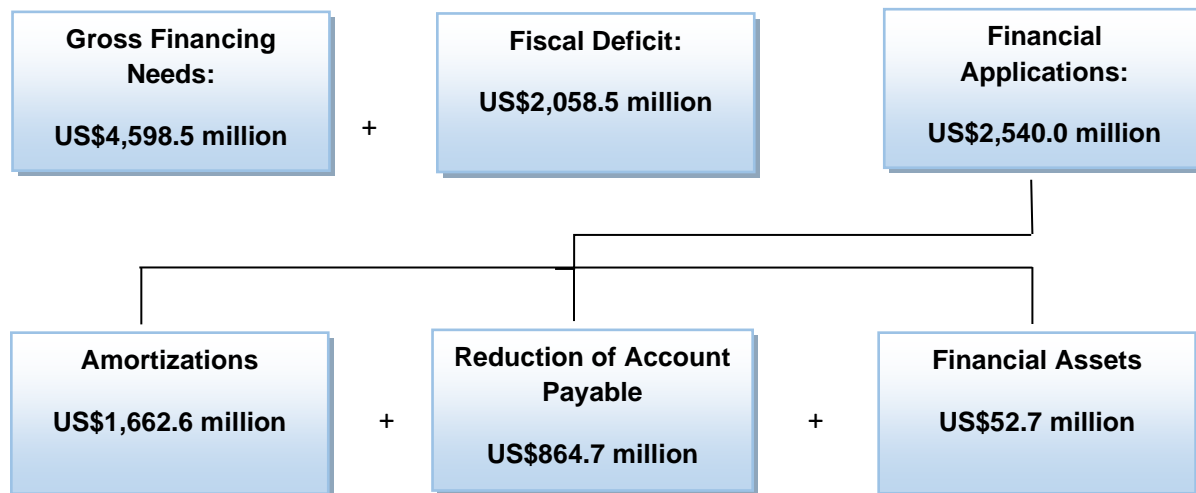 Gross Financing
Needs:
US$4,598.5 million
+
Fiscal Deficit:
US$2,058.5 million
Financial
Applications:
US$2,540.0 million
Amortizations
US$1,662.6 million
+
Reduction of Account
Payable
US$864.7 million
+
Financial Assets
US$52.7 million